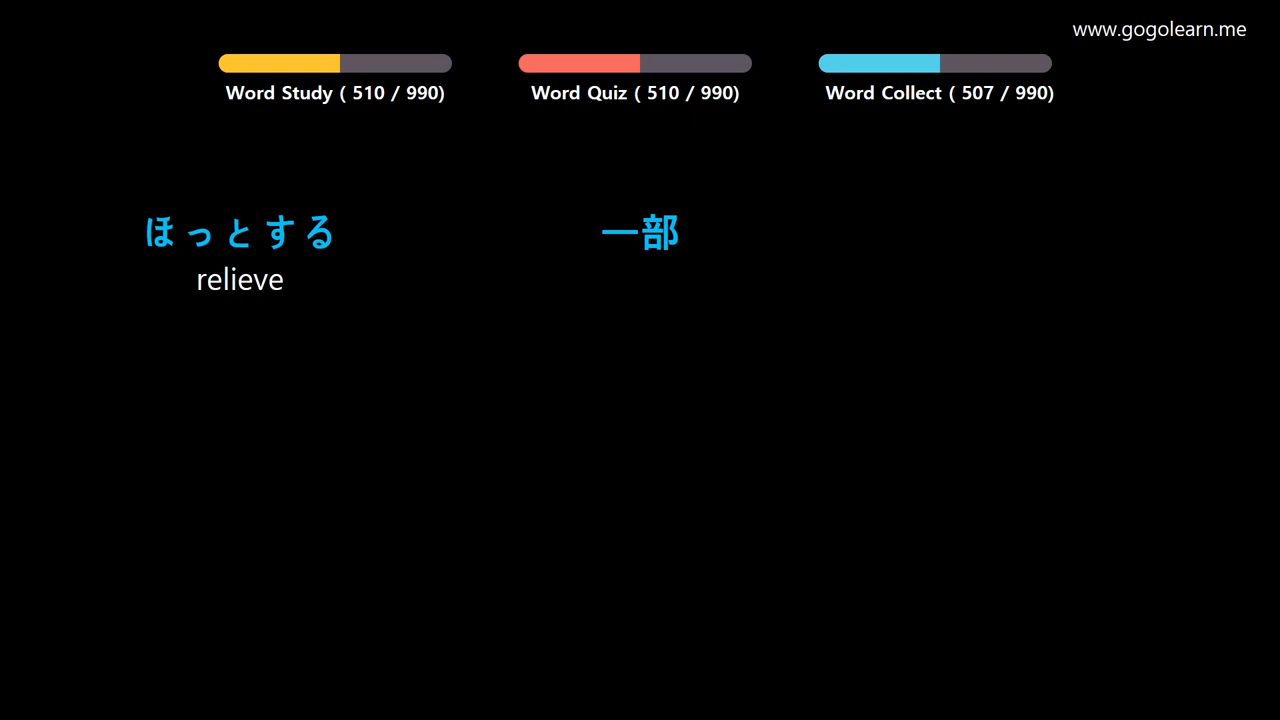 www.gogolearn.me
Word Study ( 510 / 990)
Word Quiz ( 510 / 990)
Word Collect ( 507 / 990)
ほっとする
一部
relieve